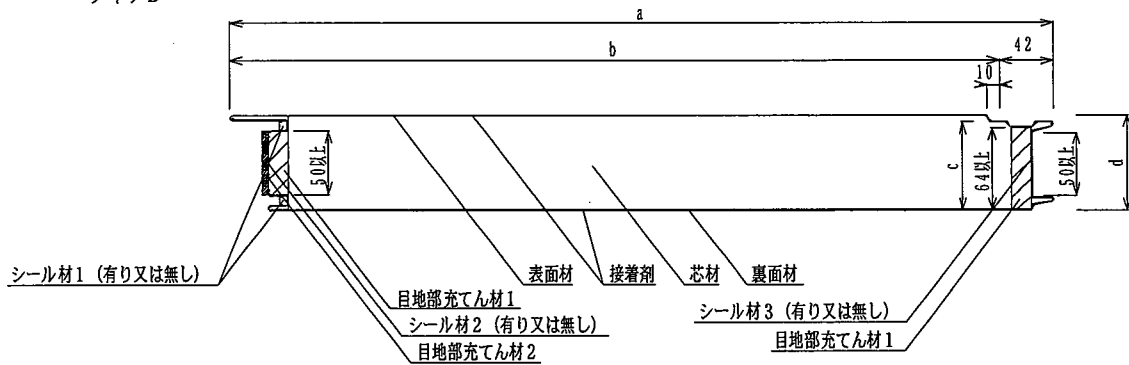 a
b
42
10
50以上
c
64以上
50以上
d
シール材1 (有り又は無し)
表面材
接着剤
芯材
裏面材
目地部充てん材1
シール材2 (有り又は無し)
目地部充てん材2
シール材3 (有り又は無し)
目地部充てん材1